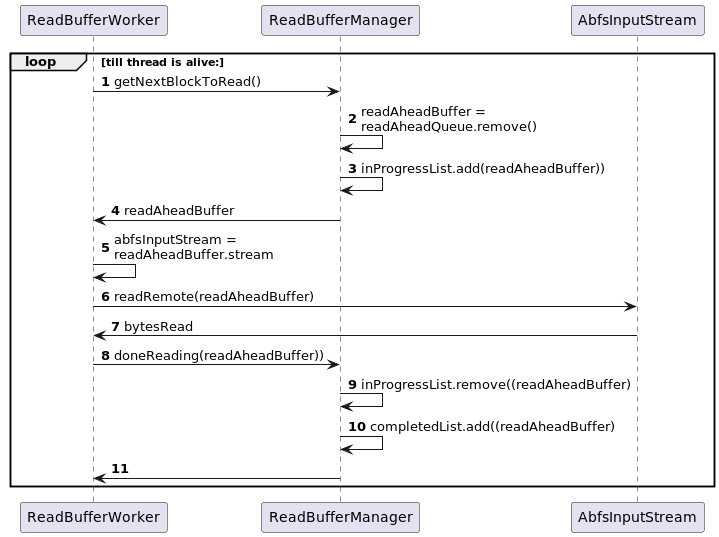 ReadBufferWorker ReadBufferManager AbfsInputStream
loop [till thread is alive:]
1 getNextBlockToRead()
2 readAheadBuffer =
readAheadQueue.remove()
3 inProgressList.add(readAheadBuffer))
4 readAheadBuffer
5 abfsInputStream =
readAheadBuffer.stream
6 readRemote(readAheadBuffer)
7 bytesRead
8 doneReading(readAheadBuffer))
9 inProgressList.remove((readAheadBuffer)
10 completedList.add((readAheadBuffer)
11
ReadBufferWorker ReadBufferManager AbfsInputStream